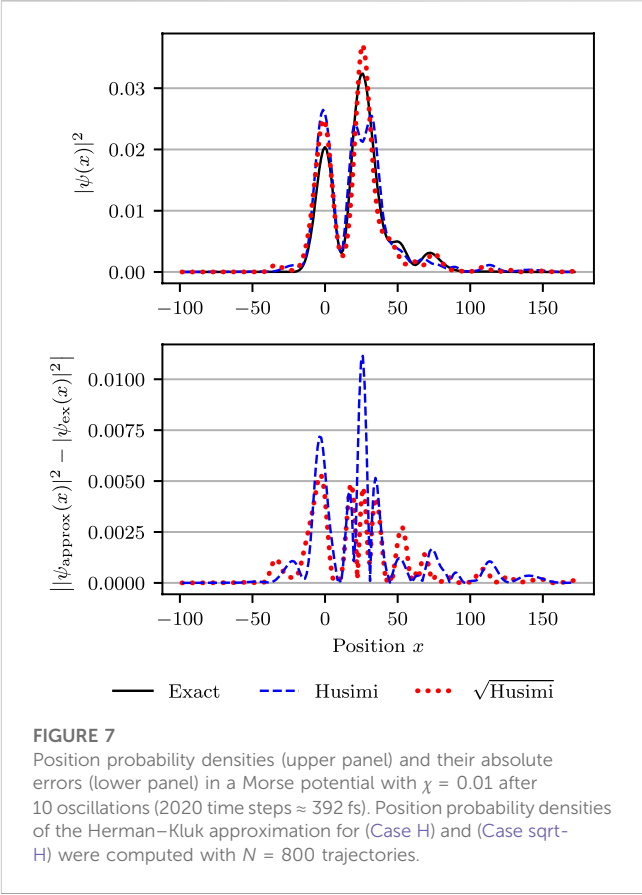 0.03
0.02
0.01
0.00
|ψ(x)|²
−100 −50 0 50 100 150
0.0100
0.0075
0.0050
0.0025
0.0000
||ψapprox(x)|² − |ψex(x)|²|
−100 −50 0 50 100 150
Position x
Exact Husimi √Husimi
FIGURE 7
Position probability densities (upper panel) and their absolute
errors (lower panel) in a Morse potential with χ = 0.01 after
10 oscillations (2020 time steps ≈ 392 fs). Position probability densities
of the Herman–Kluk approximation for (Case H) and (Case sqrt-
H) were computed with N = 800 trajectories.